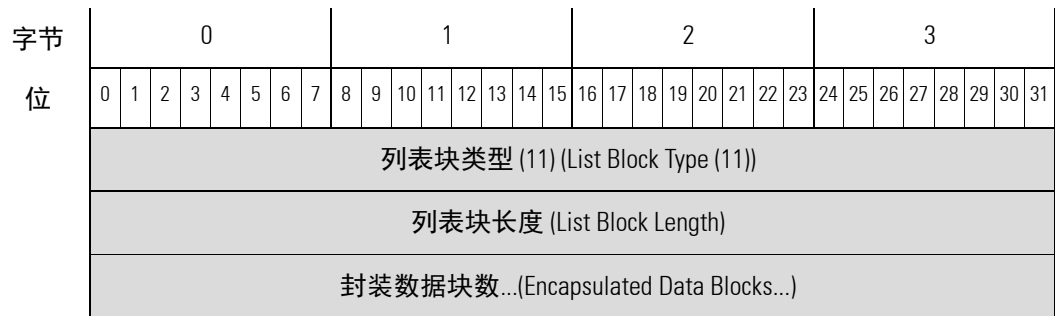 字节 0 1 2 3
位 0 1 2 3 4 5 6 7 8 9 10 11 12 13 14 15 16 17 18 19 20 21 22 23 24 25 26 27 28 29 30 31
列表块类型 (11) (List Block Type (11))
列表块长度 (List Block Length)
封装数据块数...(Encapsulated Data Blocks...)